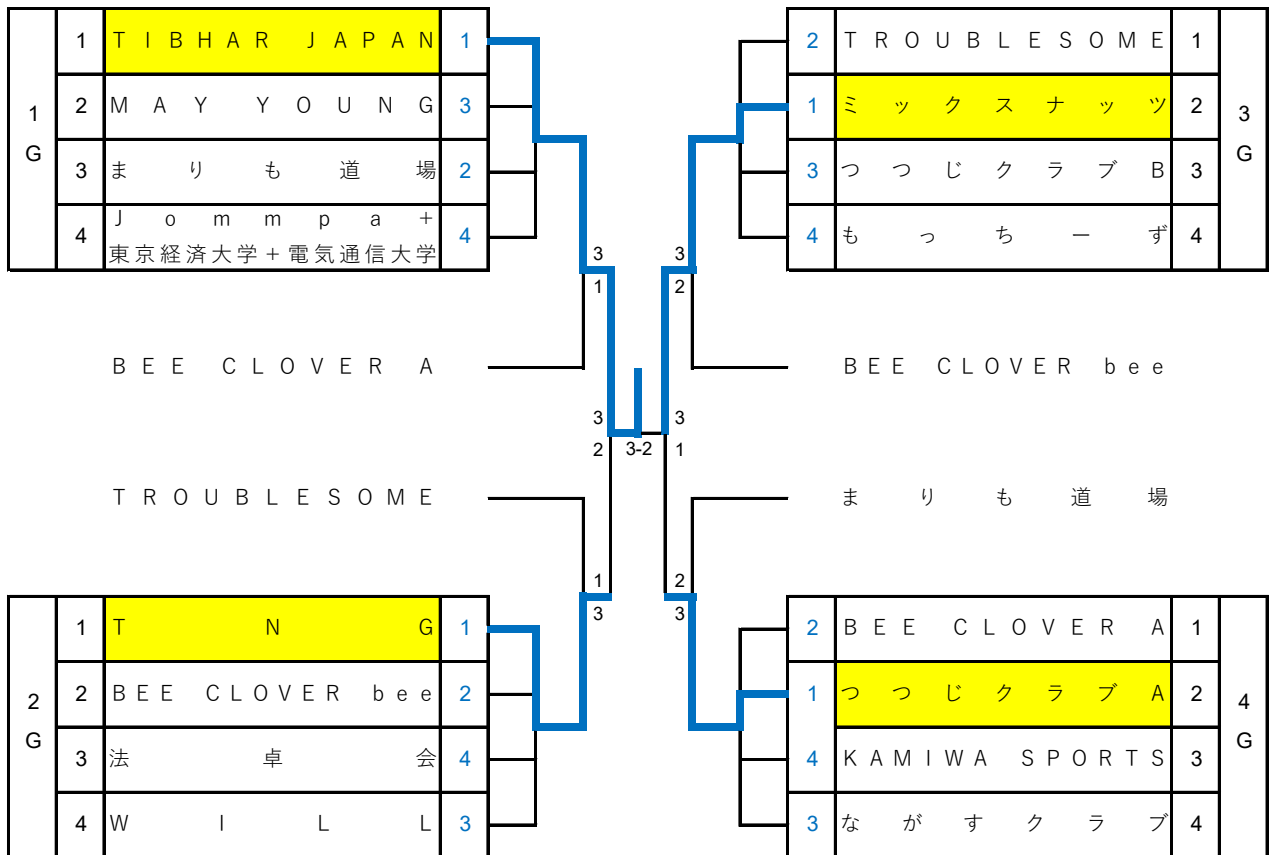 1 TIBHAR JAPAN 1
2 MAY YOUNG 3
1G
3 まりも道場 2
4 Jommpa+
東京経済大学+電気通信大学 4
2 TROUBLESOME 1
1 ミックスナッツ 2
3G
3 つつじクラブB 3
4 もっちーず 4
3 3
1 2
BEE CLOVER A
BEE CLOVER bee
3 3
2 3-2 1
TROUBLESOME
まりも道場
1 2
3 3
1 TNG 1
2 BEE CLOVER bee 2
2G
3 法卓会 4
4 WILL 3
2 BEE CLOVER A 1
1 つつじクラブA 2
4G
4 KAMIWA SPORTS 3
3 ながすクラブ 4